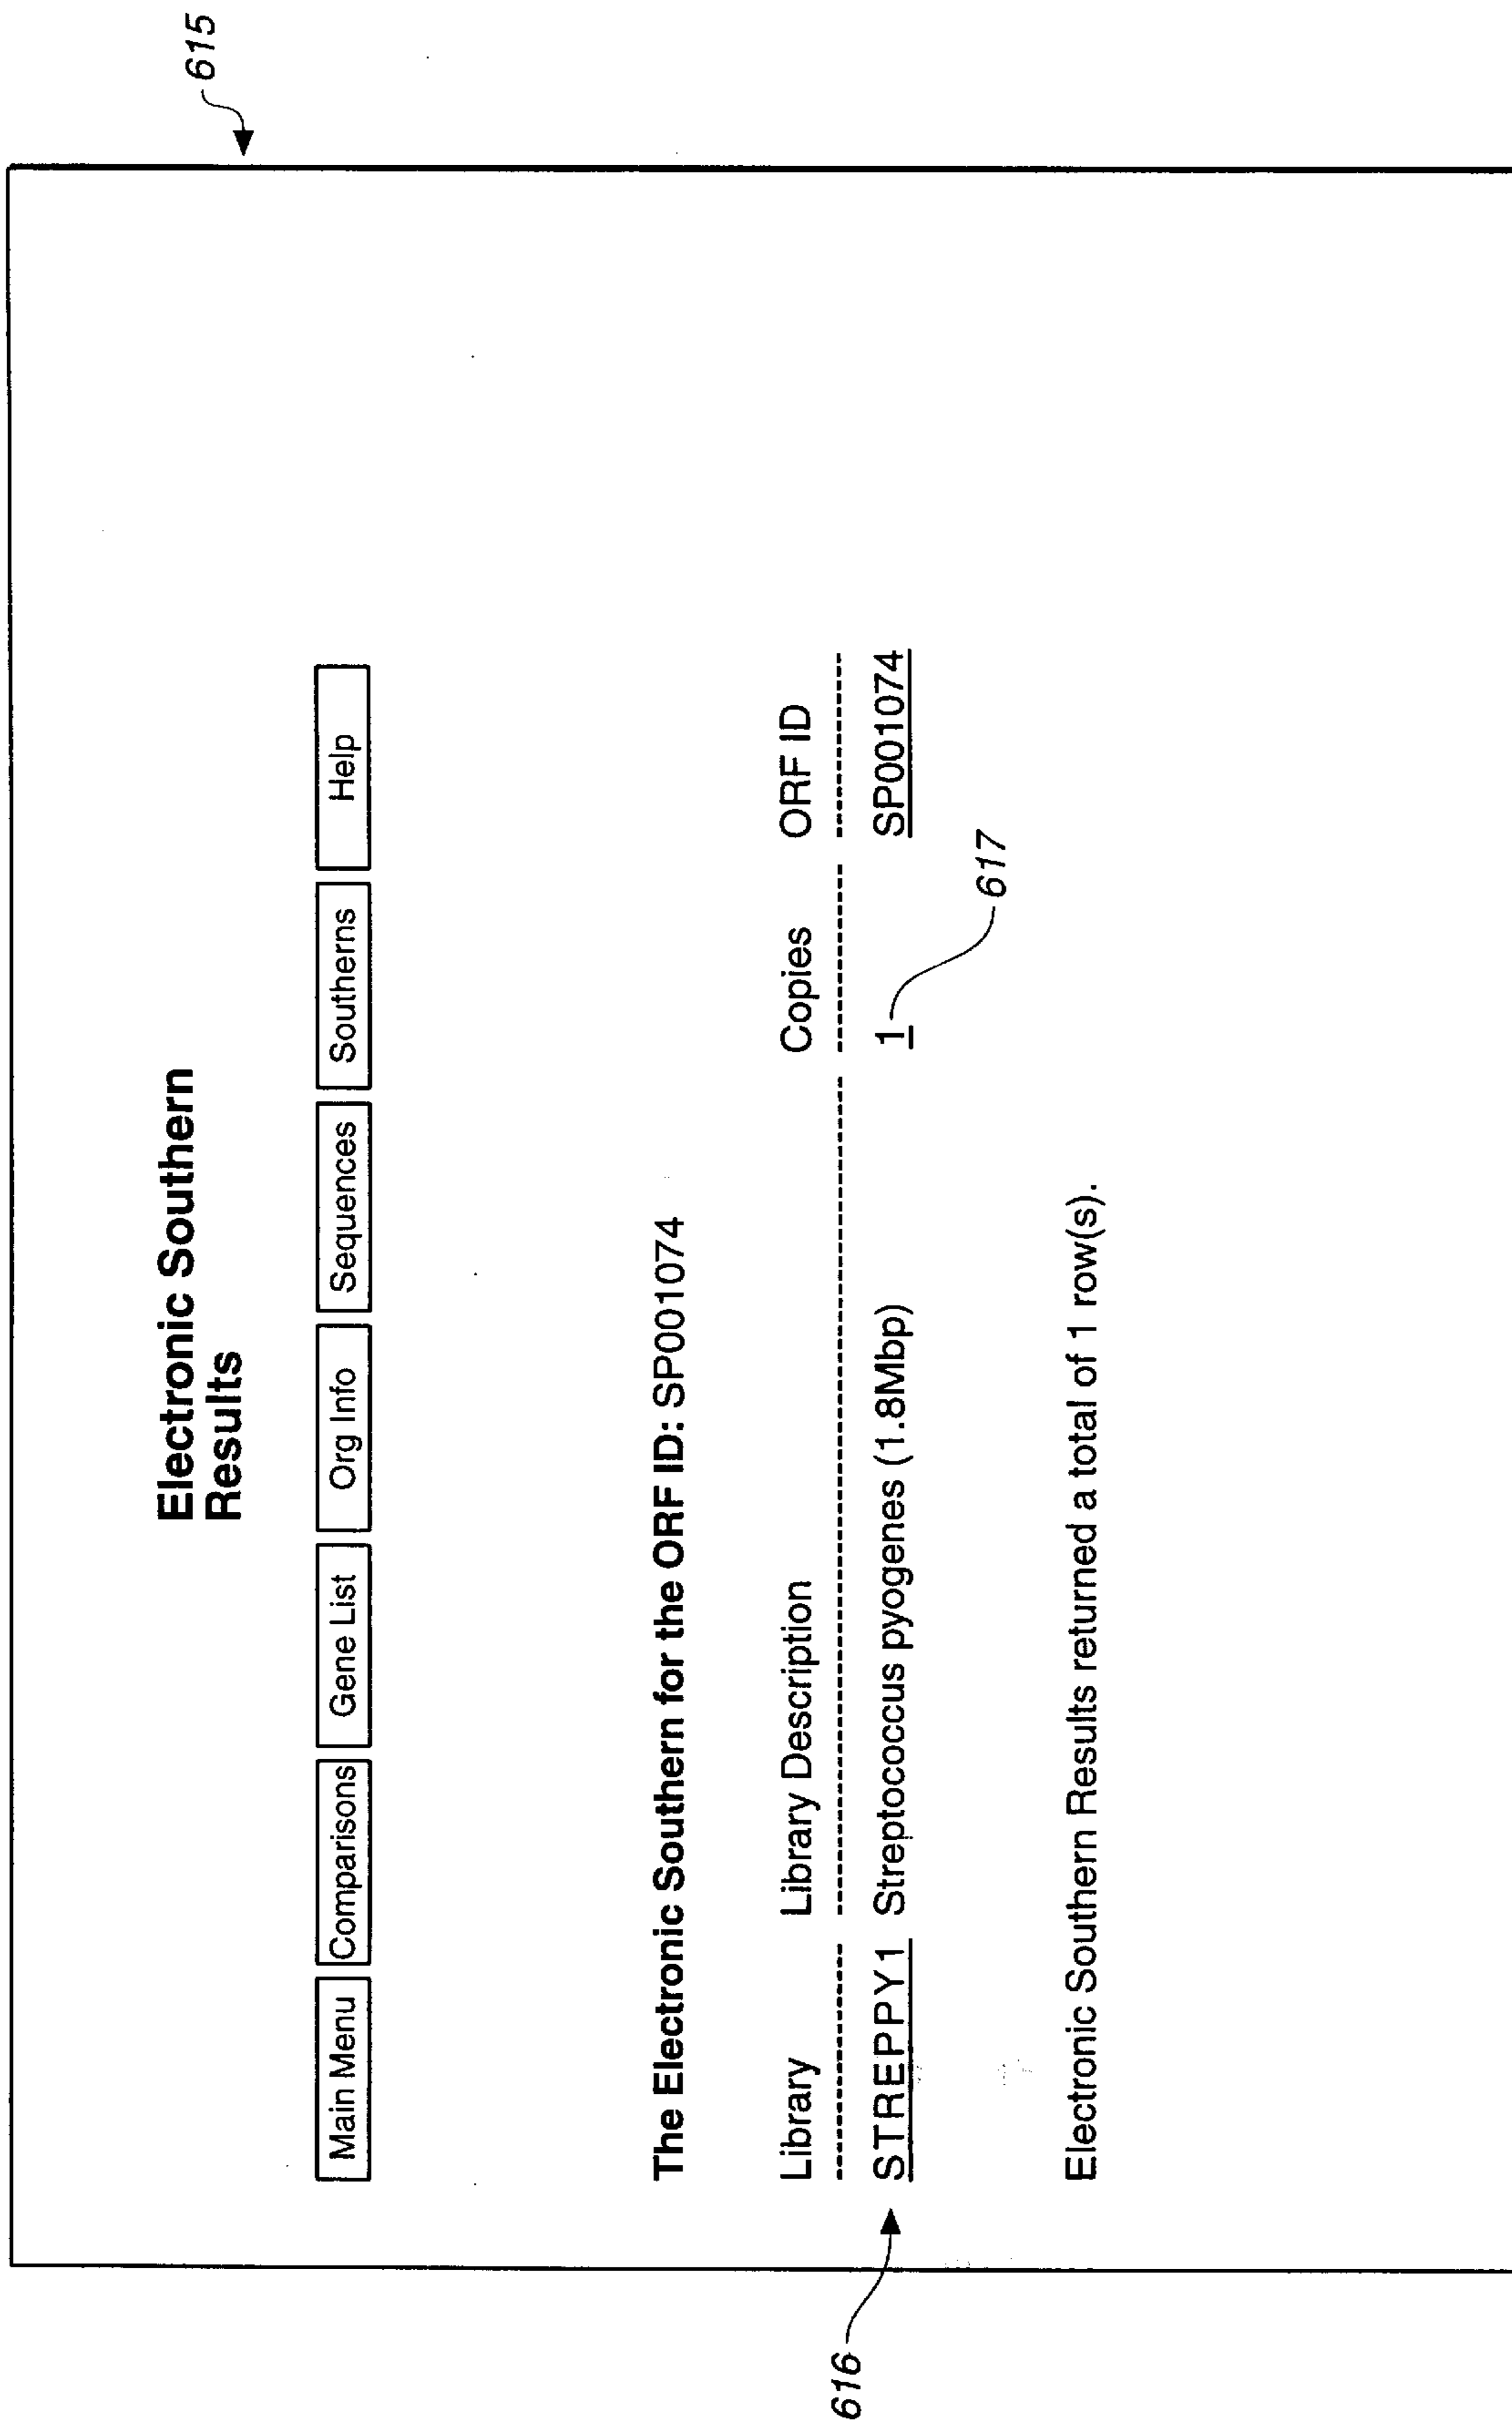 615
Electronic Southern
Results
Main Menu Comparisons Gene List Org Info Sequences Southerns Help
The Electronic Southern for the ORF ID: SP001074
Library Library Description Copies ORF ID
STREPPY1 Streptococcus pyogenes (1.8Mbp) 1 SP001074
616
617
Electronic Southern Results returned a total of 1 row(s).